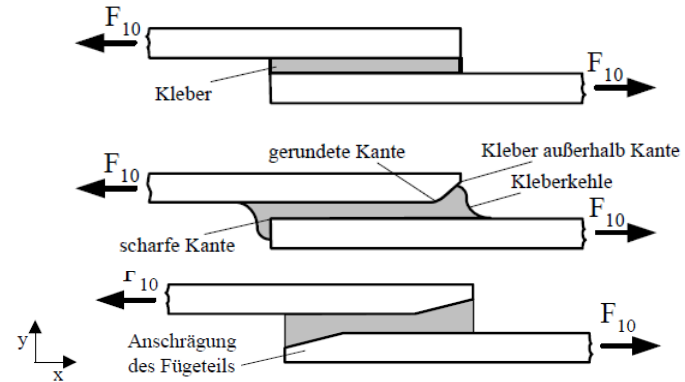 F10
Kleber
F10
gerundete Kante
Kleber außerhalb Kante
Kleberkehle
F10
F10
scharfe Kante
F10
F10
Anschrägung
des Fügeteils
y
x